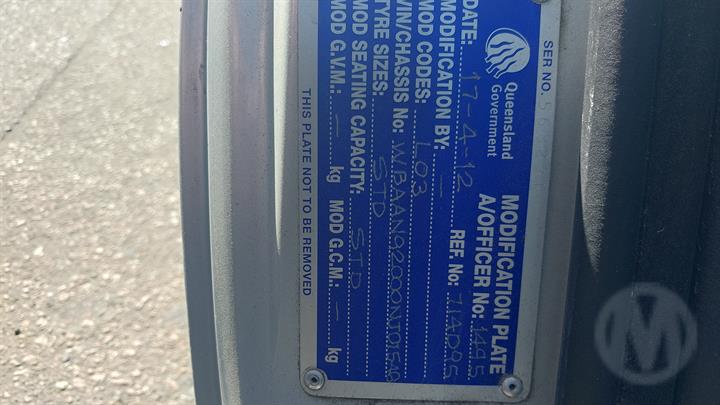 SER NO.
Queensland
Government
MODIFICATION PLATE
A/OFFICER No: 1495
DATE: 17-4-12 REF. No: 714D95
MODIFICATION BY: -
MOD CODES: L03
VIN/CHASSIS No: WBAAN92000NJ01549
TYRE SIZES: STD
MOD SEATING CAPACITY: STD
MOD G.V.M.: - kg MOD G.C.M.: - kg
THIS PLATE NOT TO BE REMOVED
M